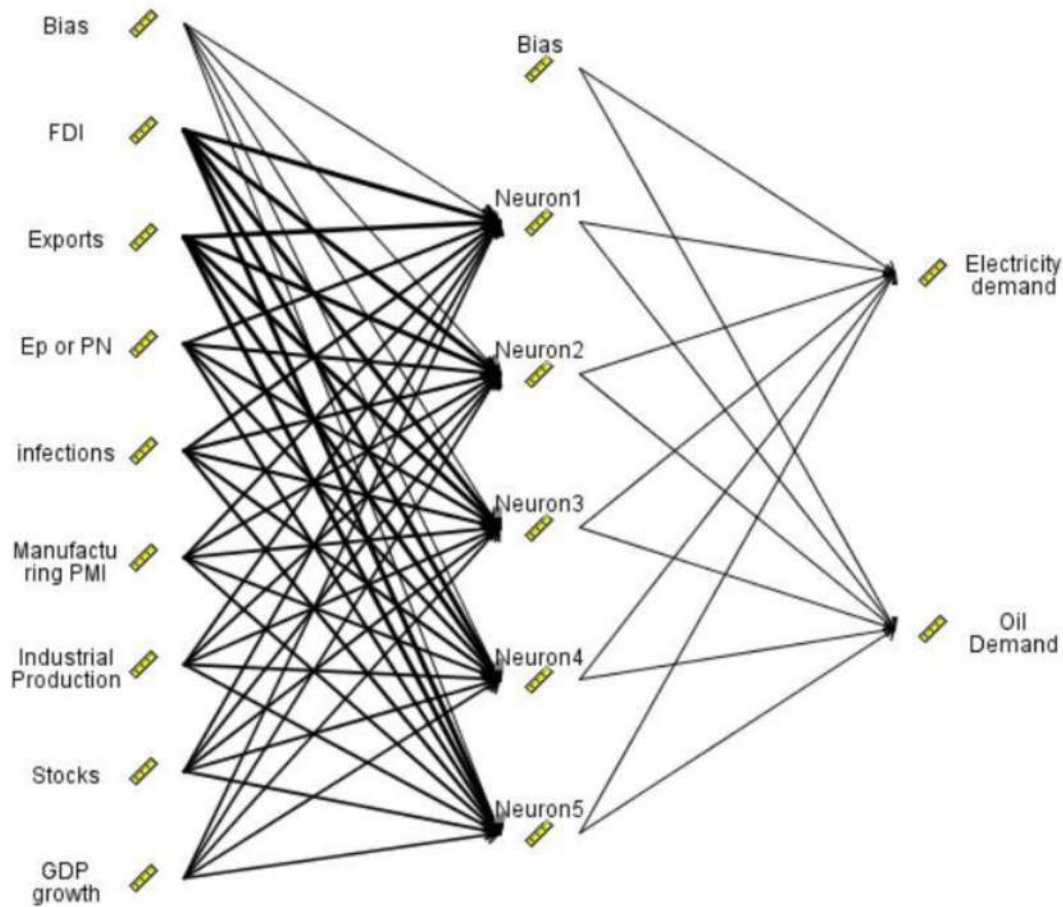 Bias
FDI
Exports
Ep or PN
infections
Manufactu
ring PMI
Industrial
Production
Stocks
GDP
growth
Bias
Neuron1
Neuron2
Neuron3
Neuron4
Neuron5
Electricity
demand
Oil
Demand